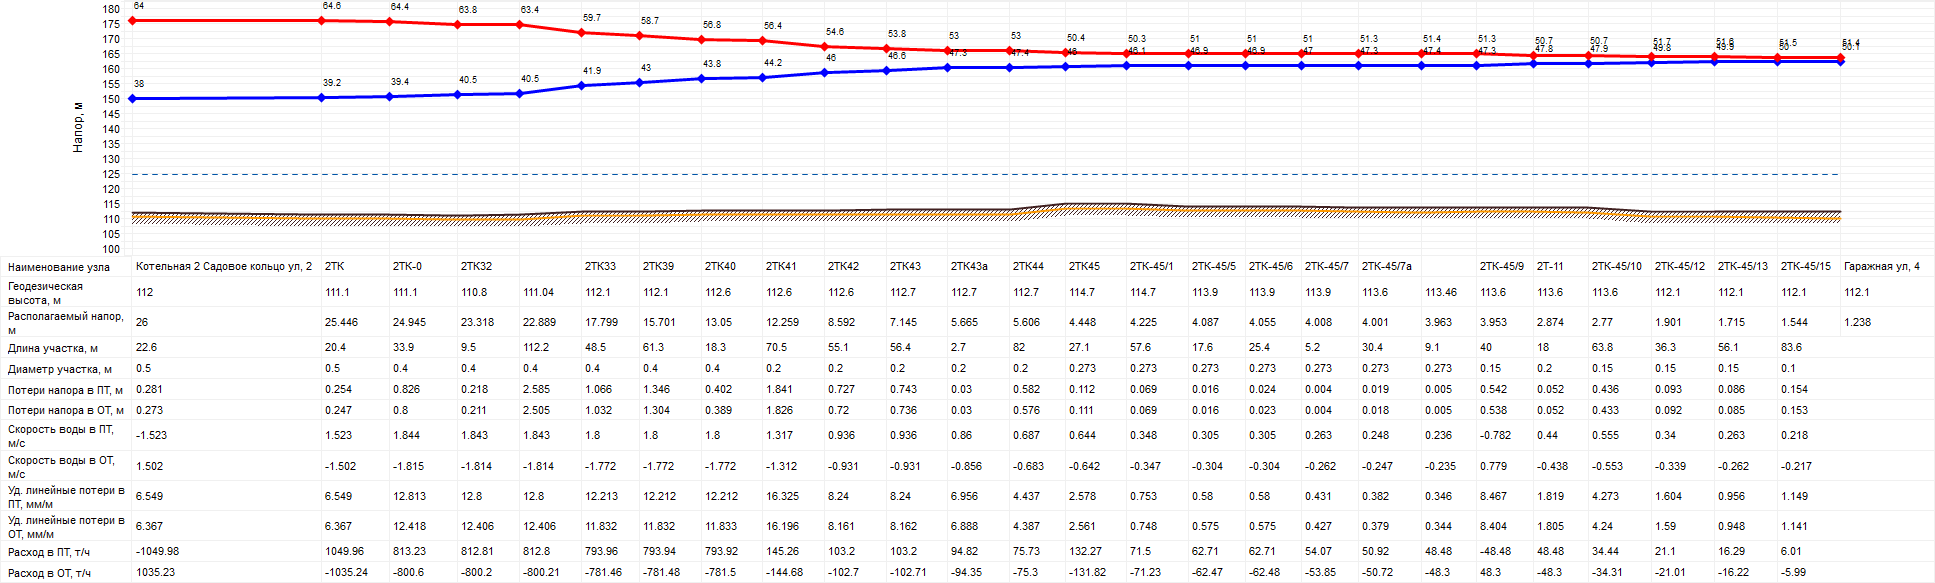 180
175
170
165
160
155
150
145
140
135
130
125
120
115
110
105
100
Напор, м
64 64.6 64.4 63.8 63.4 59.7 58.7 56.8 56.4 54.6 53.8 53 53 50.4 50.3 51 51 51 51.3 51.4 51.3 50.7 50.7 51.7 51.6 51.5 51.4
38 39.2 39.4 40.5 40.5 41.9 43 43.8 44.2 46 46.6 47.3 47.4 46 46.1 46.9 46.9 47 47.3 47.4 47.3 47.8 47.9 49.8 49.9 50 50.1
Наименование узла Котельная 2 Садовое кольцо ул, 2 2ТК 2ТК-0 2ТК32 2ТК33 2ТК39 2ТК40 2ТК41 2ТК42 2ТК43 2ТК43а 2ТК44 2ТК45 2ТК-45/1 2ТК-45/5 2ТК-45/6 2ТК-45/7 2ТК-45/7а 2ТК-45/9 2Т-11 2ТК-45/10 2ТК-45/12 2ТК-45/13 2ТК-45/15 Гаражная ул, 4
Геодезическая
высота, м 112 111.1 111.1 110.8 111.04 112.1 112.1 112.6 112.6 112.6 112.7 112.7 112.7 114.7 114.7 113.9 113.9 113.9 113.6 113.46 113.6 113.6 113.6 112.1 112.1 112.1 112.1
Располагаемый напор,
м 26 25.446 24.945 23.318 22.889 17.799 15.701 13.05 12.259 8.592 7.145 5.665 5.606 4.448 4.225 4.087 4.055 4.008 4.001 3.963 3.953 2.874 2.77 1.901 1.715 1.544 1.238
Длина участка, м 22.6 20.4 33.9 9.5 112.2 48.5 61.3 18.3 70.5 55.1 56.4 2.7 82 27.1 57.6 17.6 25.4 5.2 30.4 9.1 40 18 63.8 36.3 56.1 83.6
Диаметр участка, м 0.5 0.5 0.4 0.4 0.4 0.4 0.4 0.4 0.2 0.2 0.2 0.2 0.2 0.273 0.273 0.273 0.273 0.273 0.273 0.273 0.15 0.2 0.15 0.15 0.15 0.1
Потери напора в ПТ, м 0.281 0.254 0.826 0.218 2.585 1.066 1.346 0.402 1.841 0.727 0.743 0.03 0.582 0.112 0.069 0.016 0.024 0.004 0.019 0.005 0.542 0.052 0.436 0.093 0.086 0.154
Потери напора в ОТ, м 0.273 0.247 0.8 0.211 2.505 1.032 1.304 0.389 1.826 0.72 0.736 0.03 0.576 0.111 0.069 0.016 0.023 0.004 0.018 0.005 0.538 0.052 0.433 0.092 0.085 0.153
Скорость воды в ПТ,
м/с -1.523 1.523 1.844 1.843 1.843 1.8 1.8 1.8 1.317 0.936 0.936 0.86 0.687 0.644 0.348 0.305 0.305 0.263 0.248 0.236 -0.782 0.44 0.555 0.34 0.263 0.218
Скорость воды в ОТ,
м/с 1.502 -1.502 -1.815 -1.814 -1.814 -1.772 -1.772 -1.772 -1.312 -0.931 -0.931 -0.856 -0.683 -0.642 -0.347 -0.304 -0.304 -0.262 -0.247 -0.235 0.779 -0.438 -0.553 -0.339 -0.262 -0.217
Уд. линейные потери в
ПТ, мм/м 6.549 6.549 12.813 12.8 12.8 12.213 12.212 12.212 16.325 8.24 8.24 6.956 4.437 2.578 0.753 0.58 0.58 0.431 0.382 0.346 8.467 1.819 4.273 1.604 0.956 1.149
Уд. линейные потери в
ОТ, мм/м 6.367 6.367 12.418 12.406 12.406 11.832 11.832 11.833 16.196 8.161 8.162 6.888 4.387 2.561 0.748 0.575 0.575 0.427 0.379 0.344 8.404 1.805 4.24 1.59 0.948 1.141
Расход в ПТ, т/ч -1049.98 1049.96 813.23 812.81 812.8 793.96 793.94 793.92 145.26 103.2 103.2 94.82 75.73 132.27 71.5 62.71 62.71 54.07 50.92 48.48 -48.48 48.48 34.44 21.1 16.29 6.01
Расход в ОТ, т/ч 1035.23 -1035.24 -800.6 -800.2 -800.21 -781.46 -781.48 -781.5 -144.68 -102.7 -102.71 -94.35 -75.3 -131.82 -71.23 -62.47 -62.48 -53.85 -50.72 -48.3 48.3 -48.3 -34.31 -21.01 -16.22 -5.99